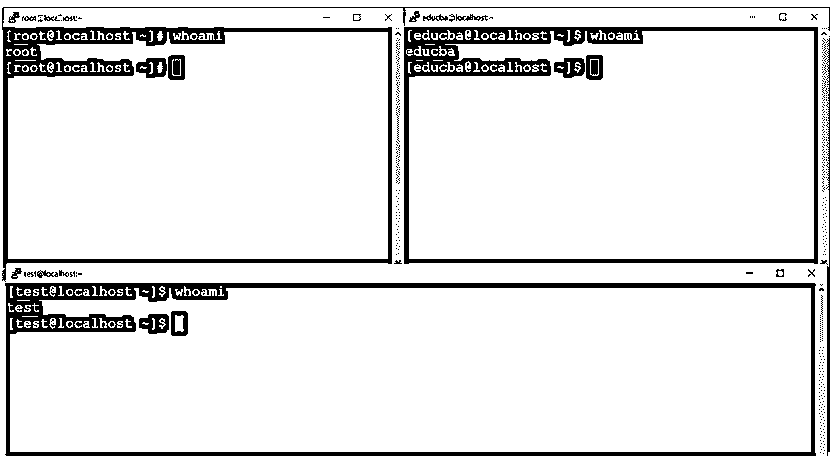 root@localhost:~
[root@localhost ~]# whoami
root
[root@localhost ~]#
educba@localhost:~
[educba@localhost ~]$ whoami
educba
[educba@localhost ~]$
test@localhost:~
[test@localhost ~]$ whoami
test
[test@localhost ~]$